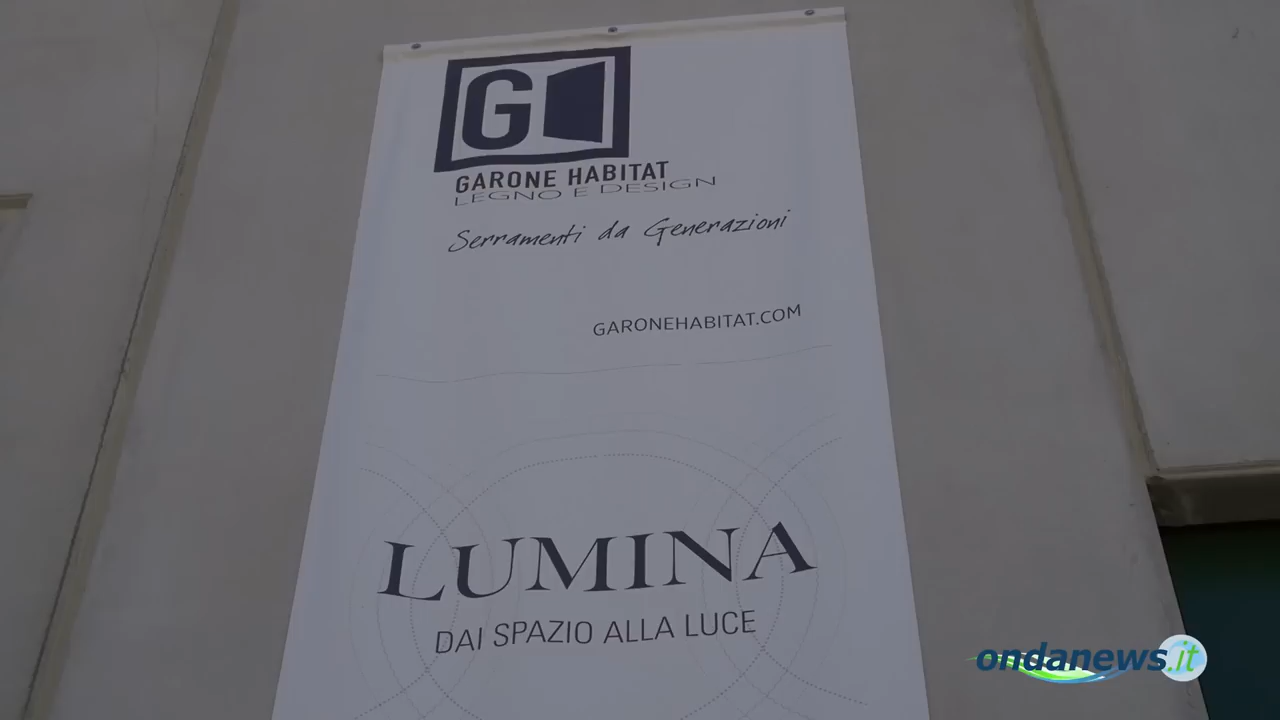 G
GARONE HABITAT
LEGNO E DESIGN
Serramenti da Generazioni
GARONEHABITAT.COM
LUMINA
DAI SPAZIO ALLA LUCE
ondanews.it